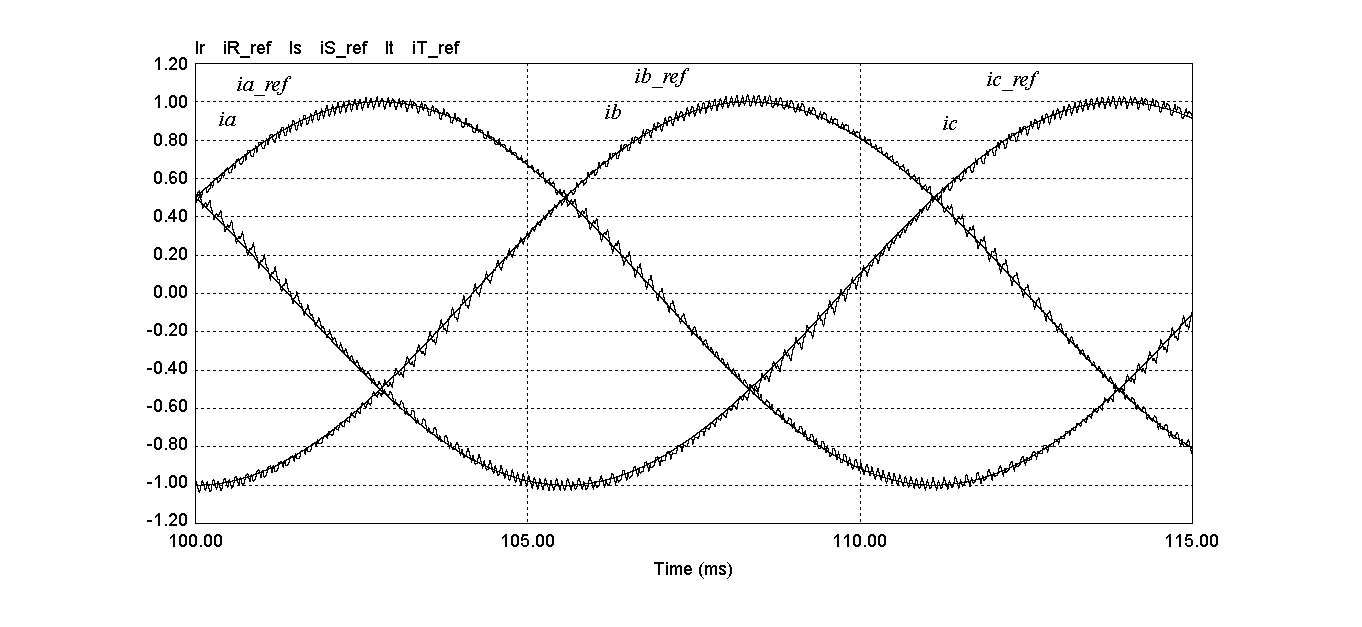 Ir iR_ref Is iS_ref It iT_ref
1.20
ia_ref
ib_ref
ic_ref
1.00
ia
ib
ic
0.80
0.60
0.40
0.20
0.00
-0.20
-0.40
-0.60
-0.80
-1.00
-1.20
100.00 105.00 110.00 115.00
Time (ms)